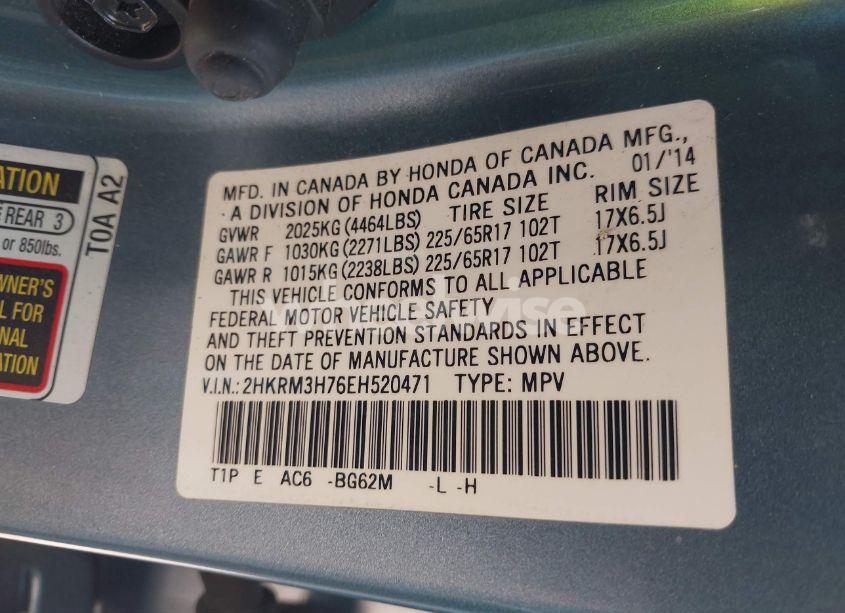 ATION
REAR 3
or 850lbs.
WNER'S
L FOR
ONAL
ATION
TOA A2
MFD. IN CANADA BY HONDA OF CANADA MFG.,
A DIVISION OF HONDA CANADA INC. 01/'14
GVWR 2025KG (4464LBS) TIRE SIZE RIM SIZE
GAWR F 1030KG (2271LBS) 225/65R17 102T 17X6.5J
GAWR R 1015KG (2238LBS) 225/65R17 102T 17X6.5J
THIS VEHICLE CONFORMS TO ALL APPLICABLE
FEDERAL MOTOR VEHICLE SAFETY
AND THEFT PREVENTION STANDARDS IN EFFECT
ON THE DATE OF MANUFACTURE SHOWN ABOVE.
V.I.N.: 2HKRM3H76EH520471 TYPE: MPV
T1P E AC6 -BG62M -L -H